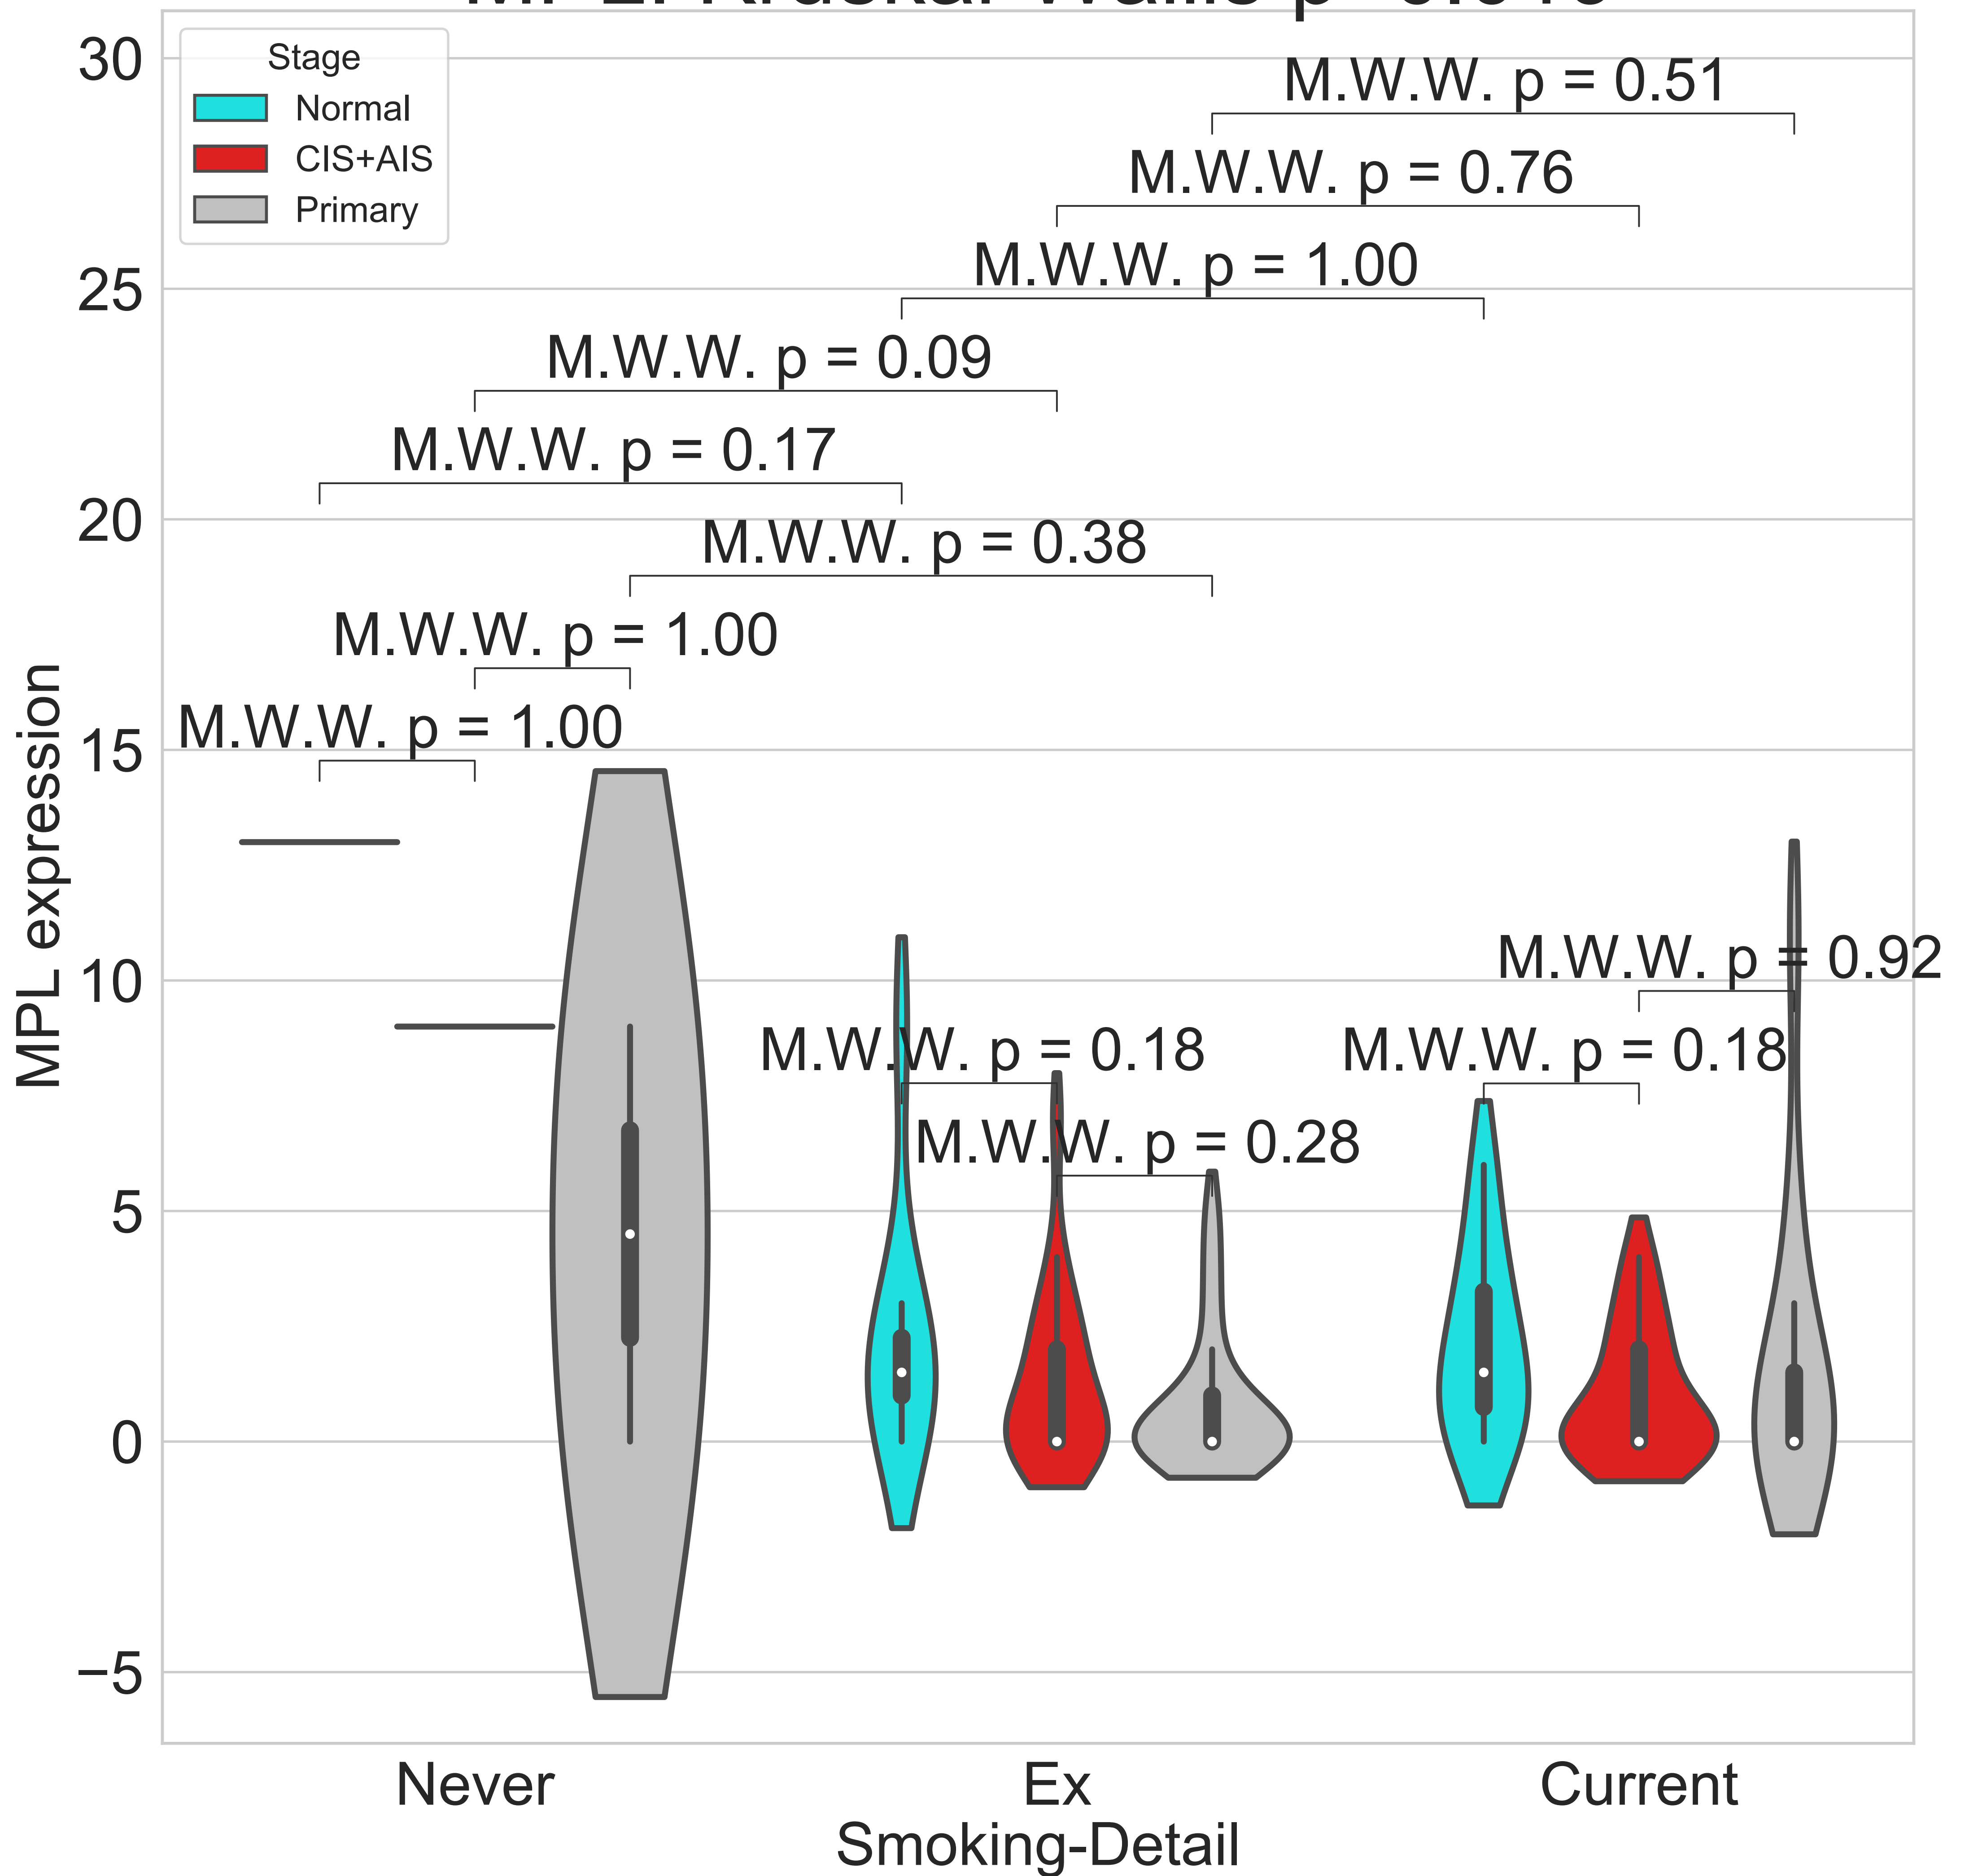 30
Stage
Normal
CIS+AIS
Primary
M.W.W. p = 0.51
M.W.W. p = 0.76
M.W.W. p = 1.00
25
M.W.W. p = 0.09
M.W.W. p = 0.17
20
M.W.W. p = 0.38
M.W.W. p = 1.00
M.W.W. p = 1.00
15
M.W.W. p = 0.92
10
M.W.W. p = 0.18
M.W.W. p = 0.18
M.W.W. p = 0.28
5
0
−5
MPL expression
Never
Ex
Current
Smoking-Detail